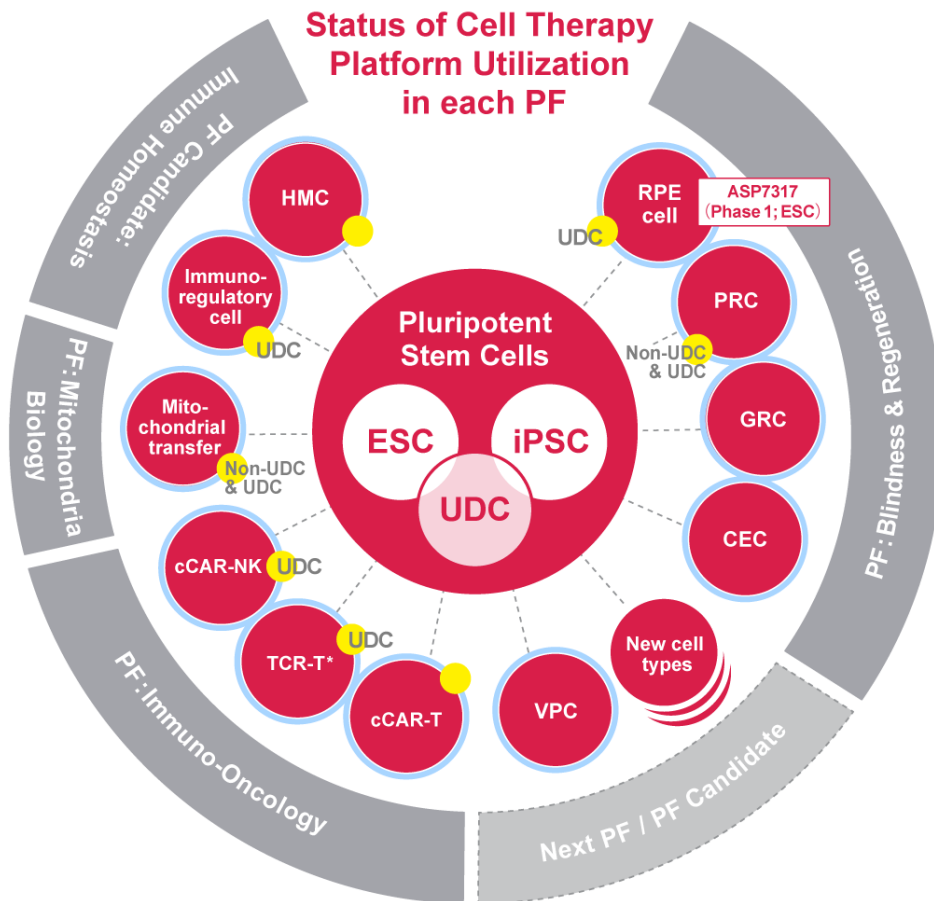 Status of Cell Therapy
Platform Utilization
in each PF
PF Candidate:
Immune Homeostasis
HMC
Immuno-
regulatory
cell
UDC
PF:Mitochondria
Biology
Mito-
chondrial
transfer
Non-UDC
& UDC
PF:Immuno-Oncology
cCAR-NK
UDC
TCR-T*
UDC
cCAR-T
Pluripotent
Stem Cells
ESC
iPSC
UDC
RPE
cell
UDC
ASP7317
(Phase 1; ESC)
PRC
Non-UDC
& UDC
GRC
CEC
PF:Blindness & Regeneration
New cell
types
VPC
Next PF / PF Candidate